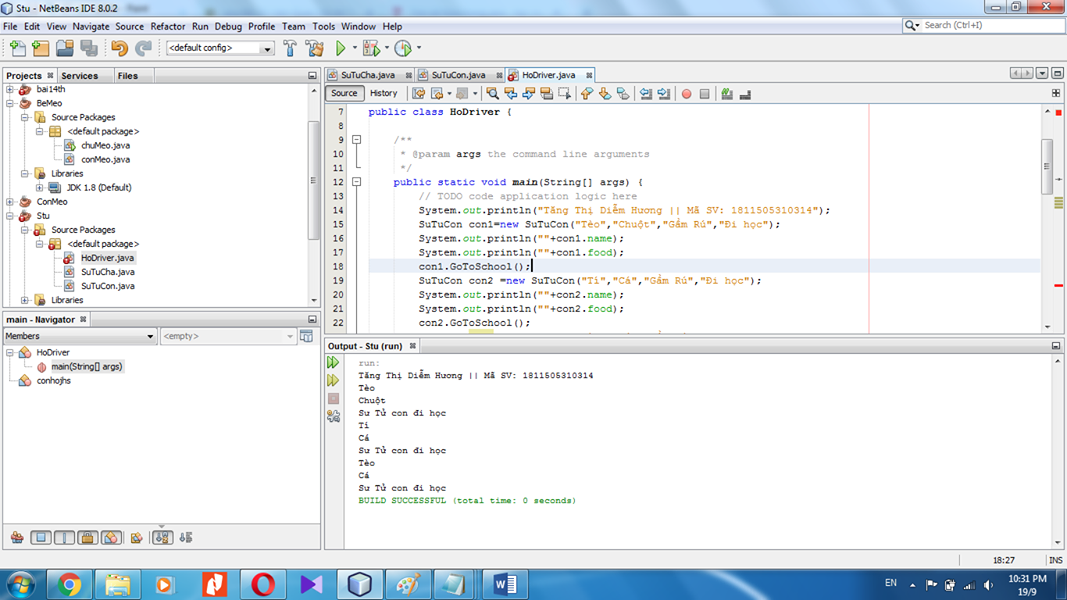 Stu - NetBeans IDE 8.0.2
File Edit View Navigate Source Refactor Run Debug Profile Team Tools Window Help
Search (Ctrl+I)
<default config>
Projects Services Files
SuTuCha.java SuTuCon.java HoDriver.java
Source History
bai14th
BeMeo
Source Packages
<default package>
chuMeo.java
conMeo.java
Libraries
JDK 1.8 (Default)
ConMeo
Stu
Source Packages
<default package>
HoDriver.java
SuTuCha.java
SuTuCon.java
Libraries
7 public class HoDriver {
8
9 /**
10 * @param args the command line arguments
11 */
12 public static void main(String[] args) {
13 // TODO code application logic here
14 System.out.println("Tăng Thị Diễm Hương || Mã SV: 1811505310314");
15 SuTuCon con1=new SuTuCon("Tèo","Chuột","Gầm Rú","Đi học");
16 System.out.println(""+con1.name);
17 System.out.println(""+con1.food);
18 con1.GoToSchool();
19 SuTuCon con2 =new SuTuCon("Tí","Cá","Gầm Rú","Đi học");
20 System.out.println(""+con2.name);
21 System.out.println(""+con2.food);
22 con2.GoToSchool();
main - Navigator
Members <empty>
HoDriver
main(String[] args)
conhojhs
Output - Stu (run)
run:
Tăng Thị Diễm Hương || Mã SV: 1811505310314
Tèo
Chuột
Sư Tử con đi học
Tí
Cá
Sư Tử con đi học
Tèo
Cá
Sư Tử con đi học
BUILD SUCCESSFUL (total time: 0 seconds)
18:27 INS
EN
10:31 PM
19/9